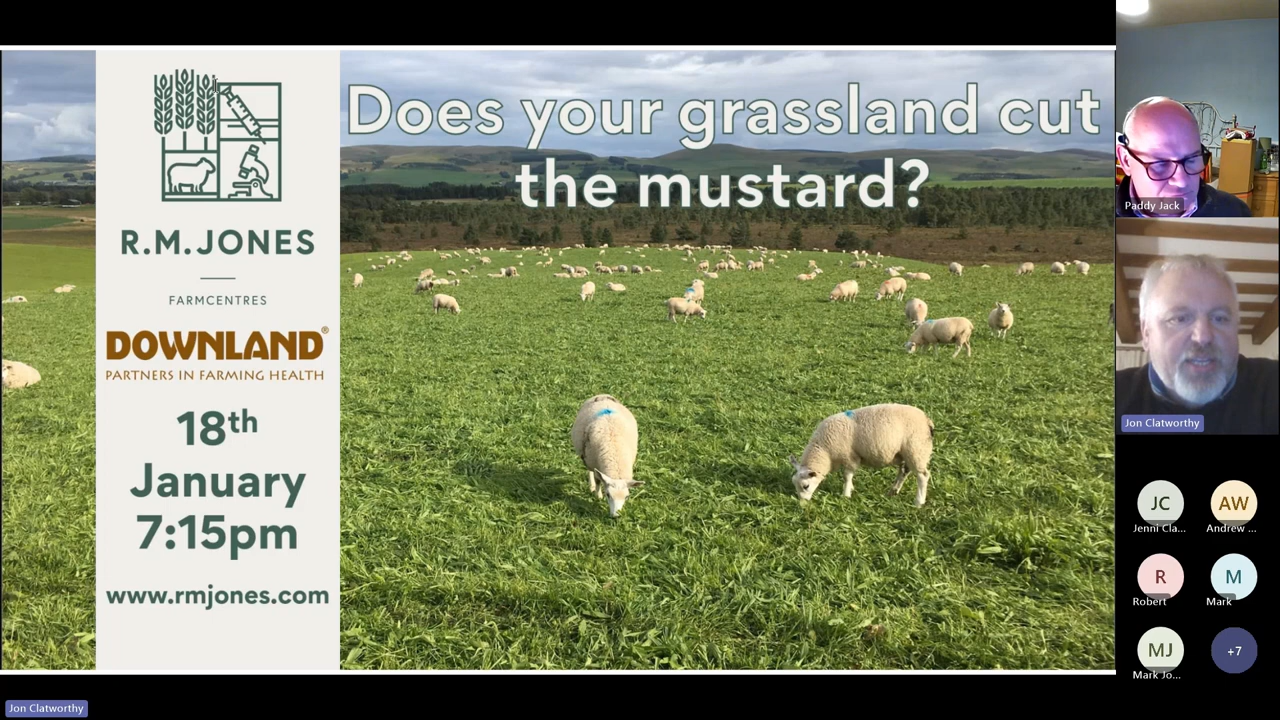 Does your grassland cut
the mustard?
R.M.JONES
FARMCENTRES
DOWNLAND®
PARTNERS IN FARMING HEALTH
18th
January
7:15pm
www.rmjones.com
Paddy Jack
Jon Clatworthy
JC
AW
Jenni Cla...
Andrew ...
R
M
Robert
Mark
MJ
+7
Mark Jo...
Jon Clatworthy